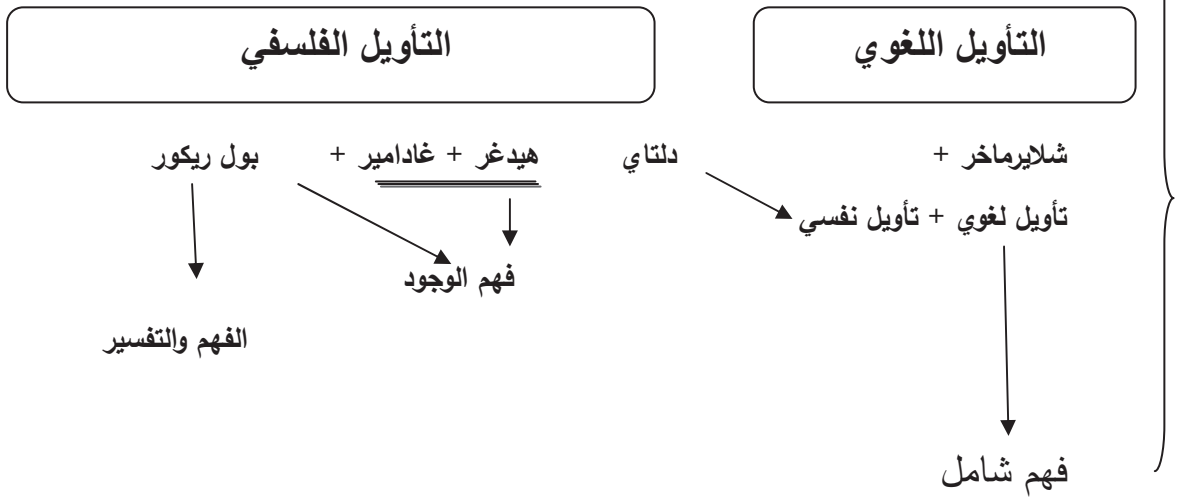 التأويل اللغوي التأويل الفلسفي
شلايرماخر + دلتاي هيدغر + غادامير + بول ريكور
تأويل لغوي + تأويل نفسي
فهم الوجود
الفهم والتفسير
فهم شامل